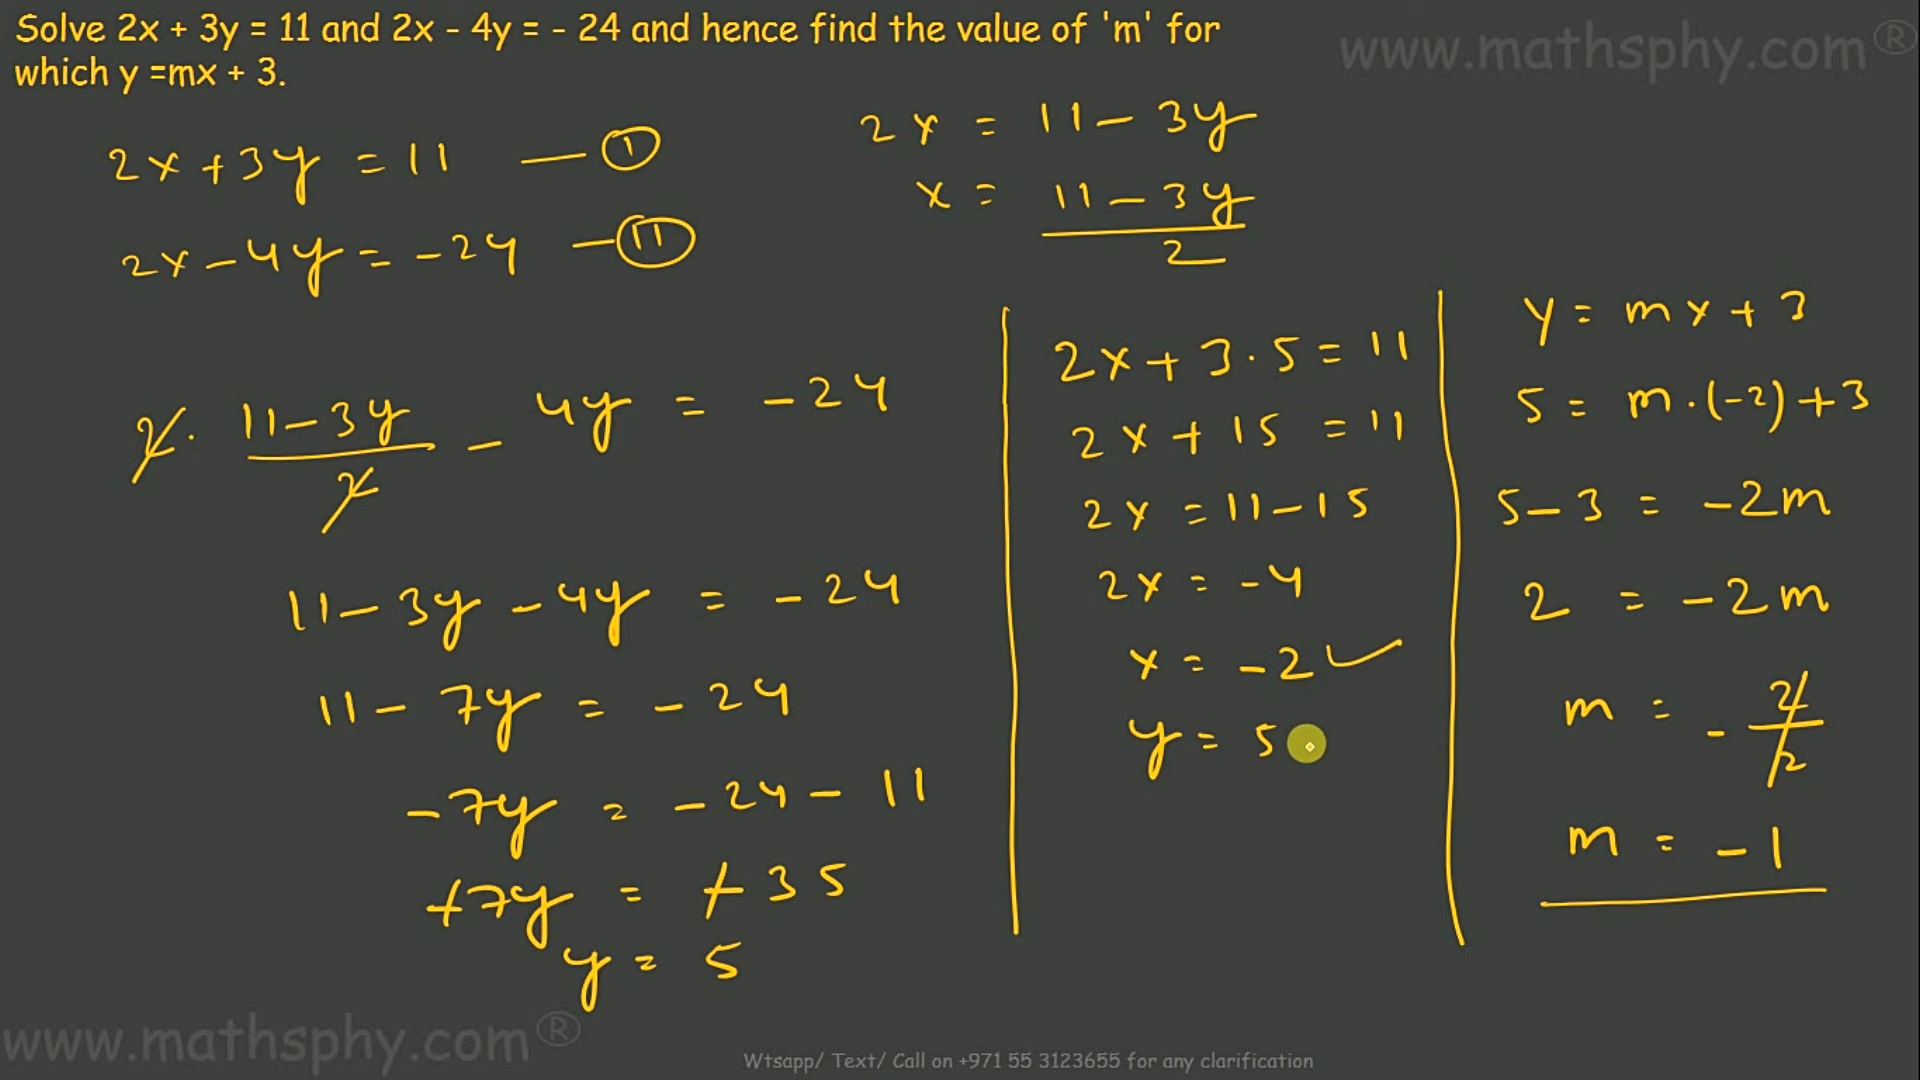 Solve 2x + 3y = 11 and 2x - 4y = - 24 and hence find the value of 'm' for
which y =mx + 3.
www.mathsphy.com®
2x + 3y = 11 — ①
2x - 4y = -24 — (II)
2x = 11 - 3y
x = (11 - 3y)/2
2 · (11 - 3y)/2 - 4y = -24
11 - 3y - 4y = -24
11 - 7y = -24
-7y = -24 - 11
+7y = +35
y = 5
2x + 3·5 = 11
2x + 15 = 11
2x = 11 - 15
2x = -4
x = -2 ✓
y = 5
y = mx + 3
5 = m·(-2) + 3
5 - 3 = -2m
2 = -2m
m = -2/2
m = -1
www.mathsphy.com®
Wtsapp/ Text/ Call on +971 55 3123655 for any clarification